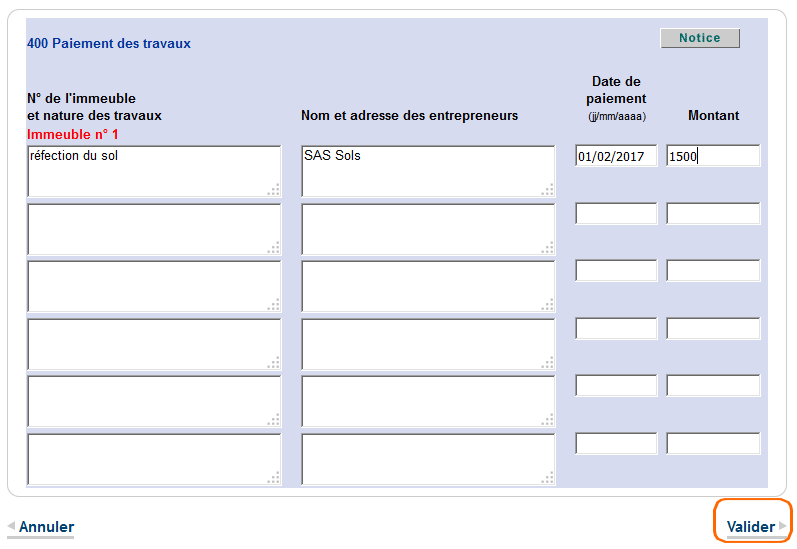 400 Paiement des travaux
Notice
N° de l'immeuble
et nature des travaux
Nom et adresse des entrepreneurs
Date de
paiement
(jj/mm/aaaa)
Montant
Immeuble n° 1
réfection du sol
SAS Sols
01/02/2017
1500
Annuler
Valider